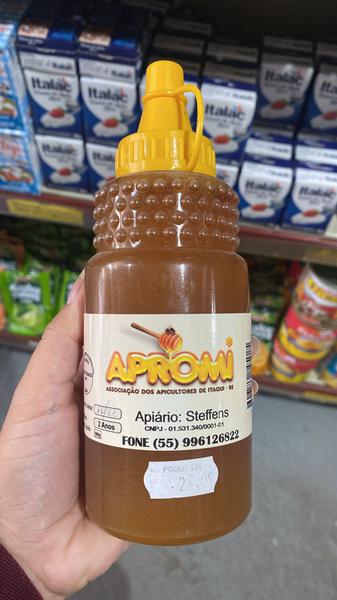 Italac
Italac
Italac
Italac
APROMI
ASSOCIAÇÃO DOS APICULTORES DE ITAQUI - RS
Apiário: Steffens
CNPJ - 01.531.340/0001-01
2 Anos
FONE (55) 996126822